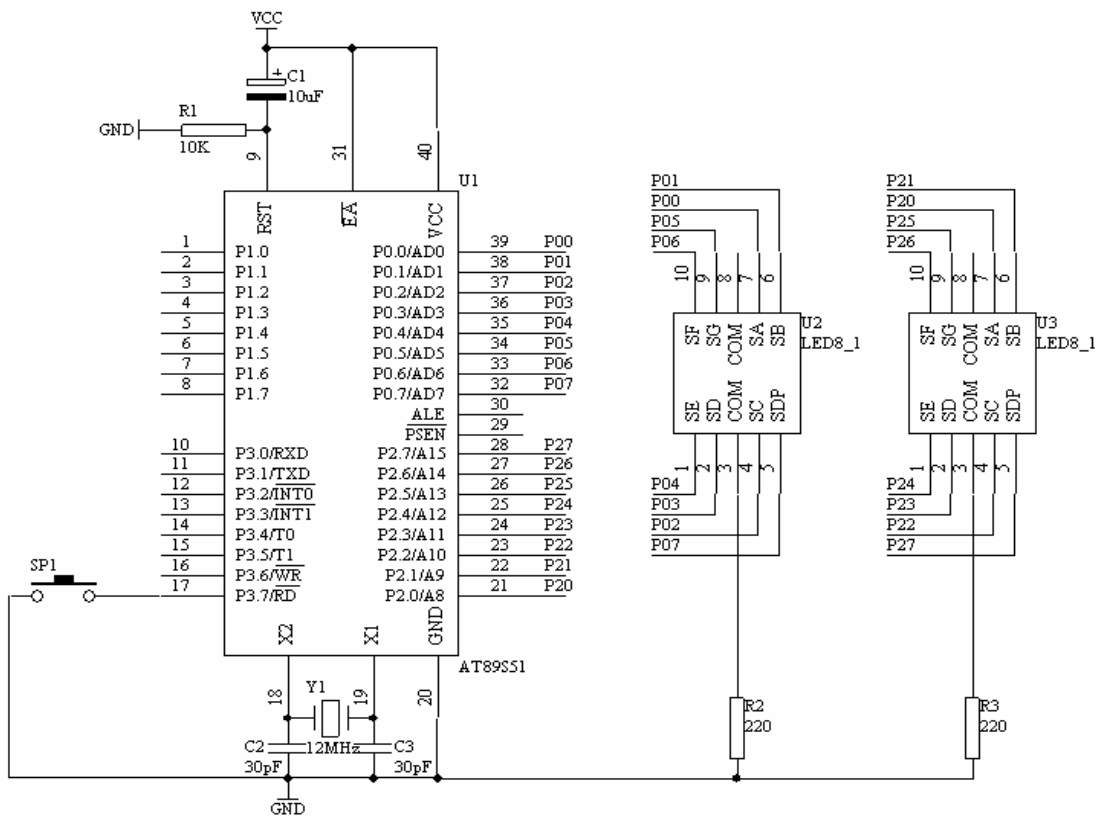 VCC
C1
10uF
R1
GND
10K
9
31
40
U1
RST
EA
VCC
1 P1.0 P0.0/AD0 39 P00
2 P1.1 P0.1/AD1 38 P01
3 P1.2 P0.2/AD2 37 P02
4 P1.3 P0.3/AD3 36 P03
5 P1.4 P0.4/AD4 35 P04
6 P1.5 P0.5/AD5 34 P05
7 P1.6 P0.6/AD6 33 P06
8 P1.7 P0.7/AD7 32 P07
ALE 30
PSEN 29
10 P3.0/RXD P2.7/A15 28 P27
11 P3.1/TXD P2.6/A14 27 P26
12 P3.2/INT0 P2.5/A13 26 P25
13 P3.3/INT1 P2.4/A12 25 P24
14 P3.4/T0 P2.3/A11 24 P23
15 P3.5/T1 P2.2/A10 23 P22
16 P3.6/WR P2.1/A9 22 P21
17 P3.7/RD P2.0/A8 21 P20
SP1
X2
X1
GND
AT89S51
18
Y1
19
20
C2
12MHz
C3
30pF
30pF
GND
P01
P00
P05
P06
10 9 8 7 6
SF SG COM SA SB
U2
LED8_1
SE SD COM SC SDP
1 2 3 4 5
P04
P03
P02
P07
R2
220
P21
P20
P25
P26
10 9 8 7 6
SF SG COM SA SB
U3
LED8_1
SE SD COM SC SDP
1 2 3 4 5
P24
P23
P22
P27
R3
220